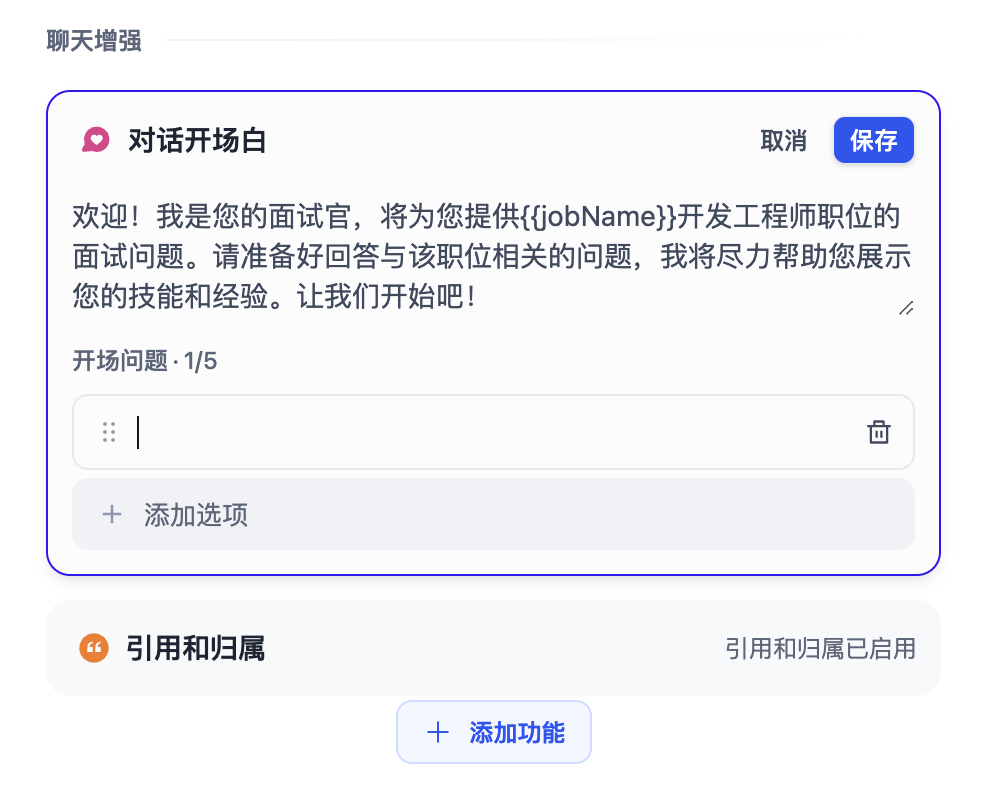 聊天增强
对话开场白
取消
保存
欢迎！我是您的面试官，将为您提供{{jobName}}开发工程师职位的
面试问题。请准备好回答与该职位相关的问题，我将尽力帮助您展示
您的技能和经验。让我们开始吧！
开场问题 · 1/5
添加选项
引用和归属
引用和归属已启用
添加功能